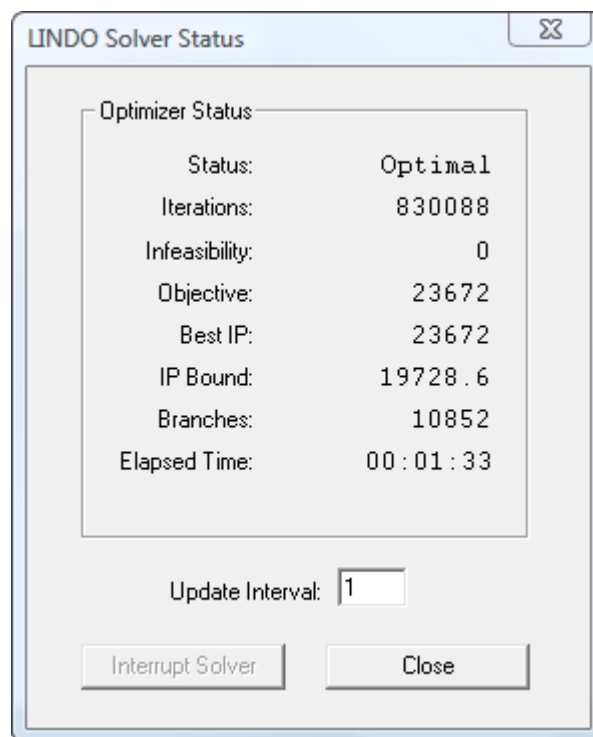 LINDO Solver Status
Optimizer Status
Status: Optimal
Iterations: 830088
Infeasibility: 0
Objective: 23672
Best IP: 23672
IP Bound: 19728.6
Branches: 10852
Elapsed Time: 00:01:33
Update Interval: 1
Interrupt Solver Close